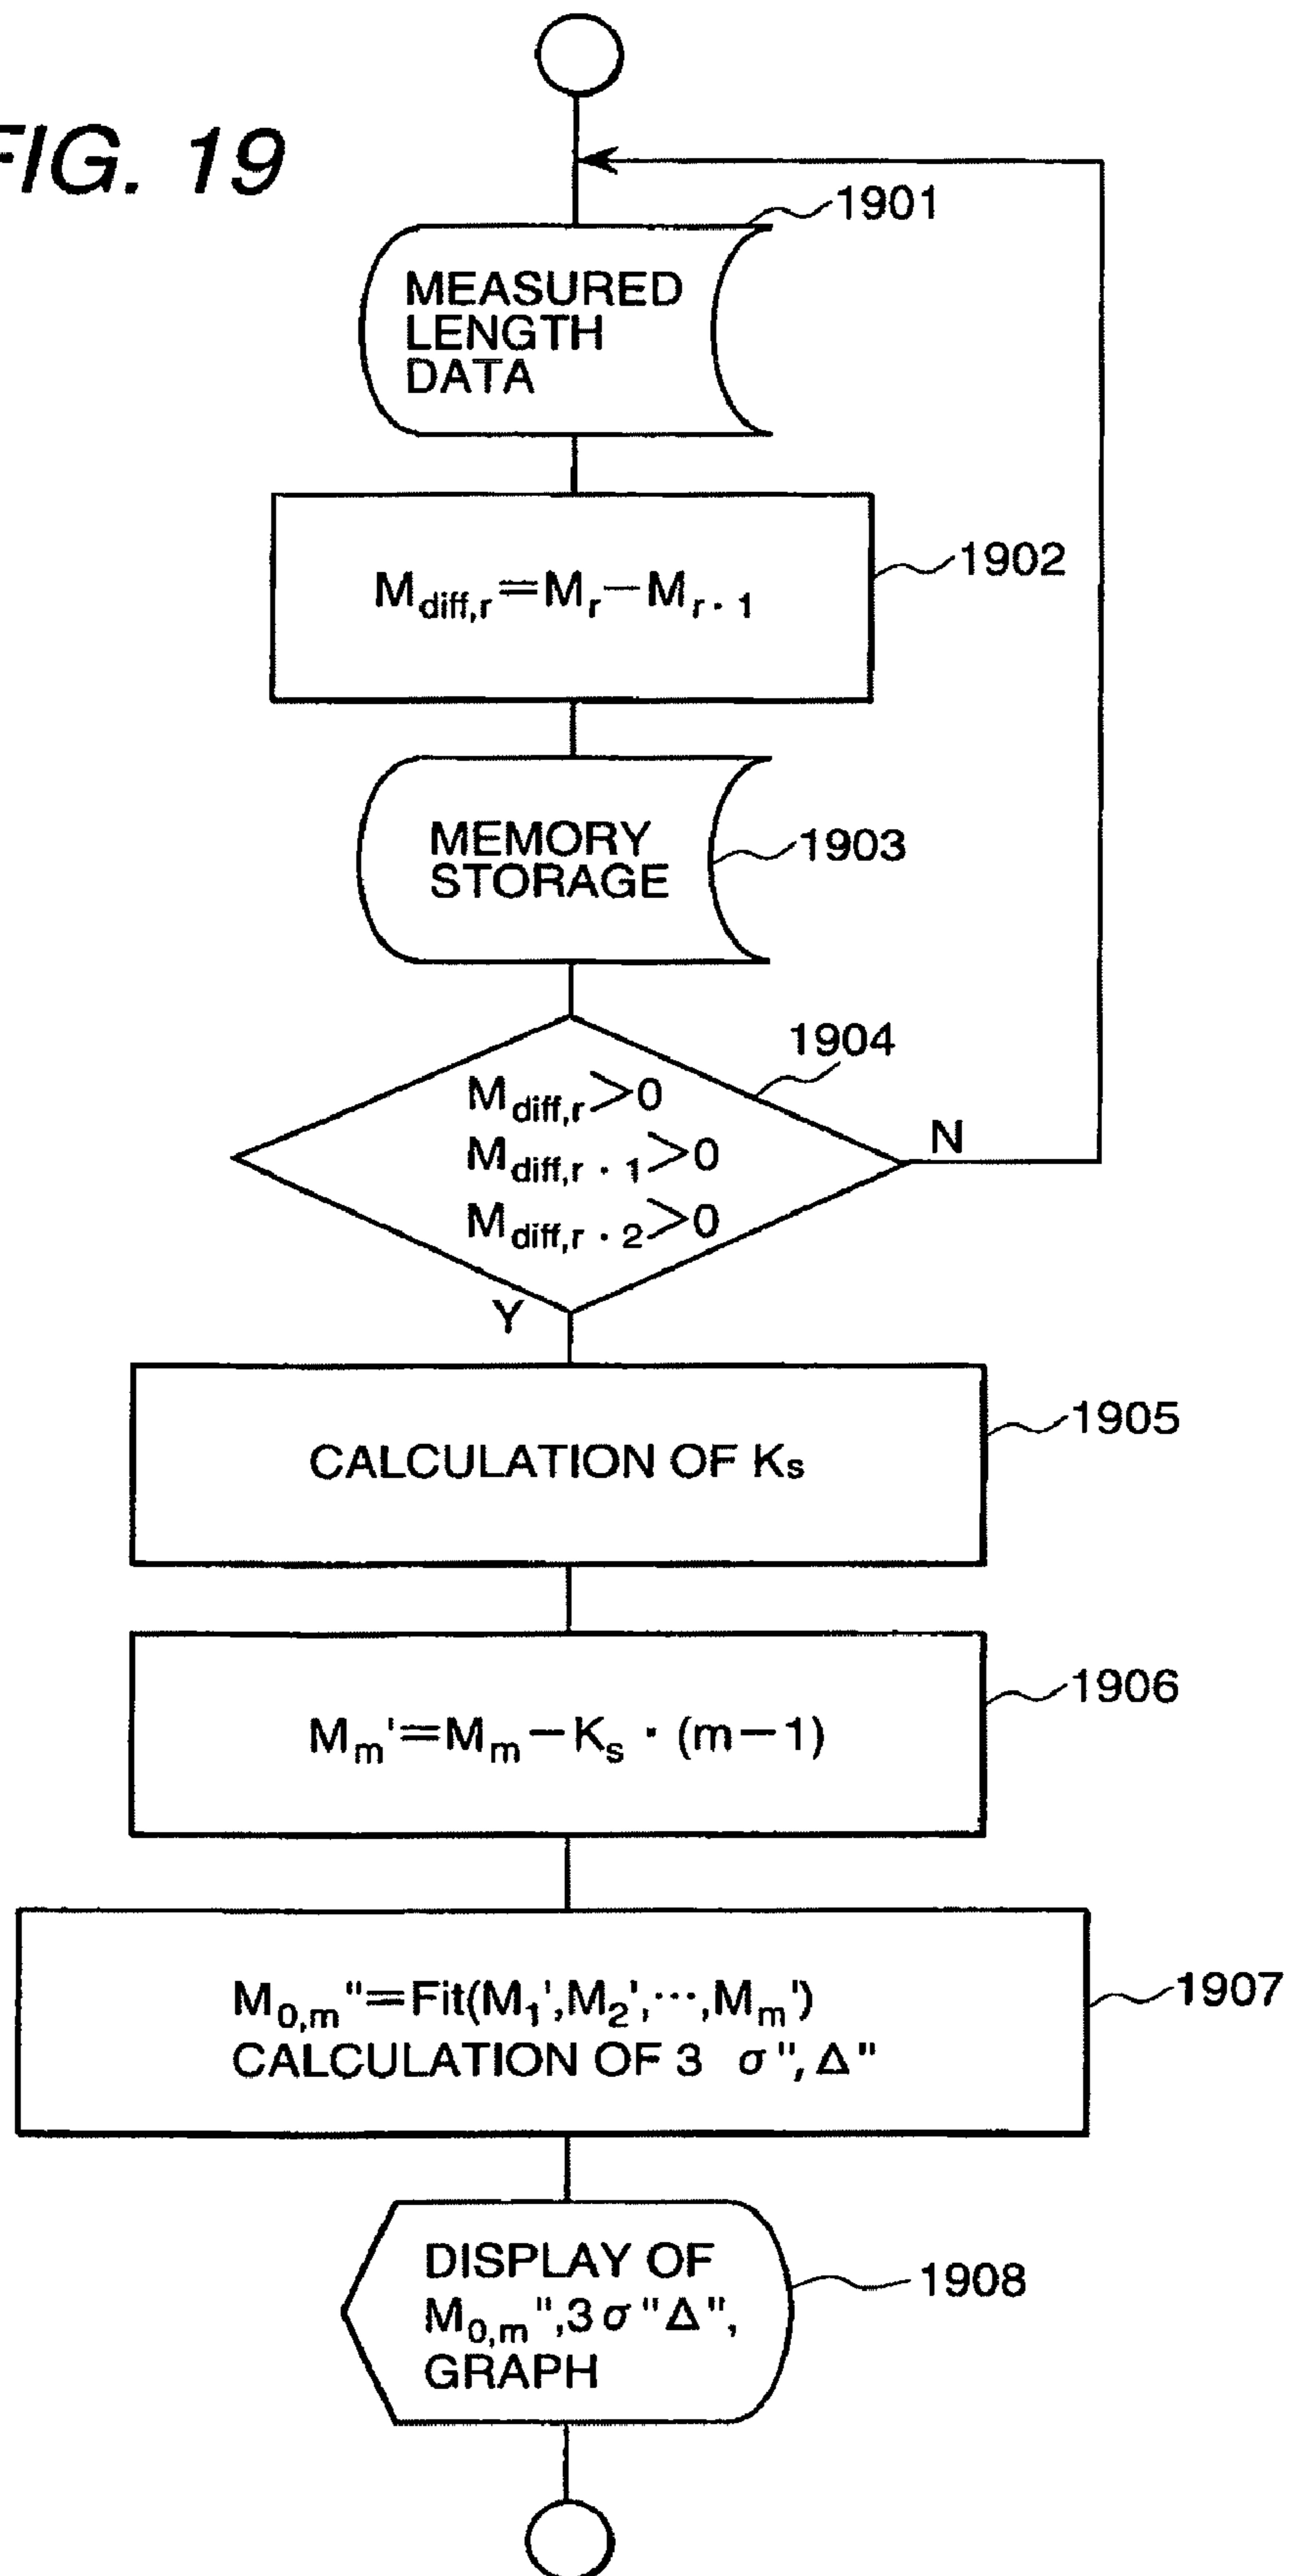 FIG. 19
1901
MEASURED
LENGTH
DATA
1902
Mdiff,r=Mr−Mr·1
MEMORY
STORAGE
1903
1904
Mdiff,r>0
Mdiff,r·1>0
Mdiff,r·2>0
N
Y
1905
CALCULATION OF Ks
1906
Mm'=Mm−Ks·(m−1)
1907
M0,m"=Fit(M1',M2',···,Mm')
CALCULATION OF 3 σ",Δ"
DISPLAY OF
M0,m",3σ"Δ",
GRAPH
1908